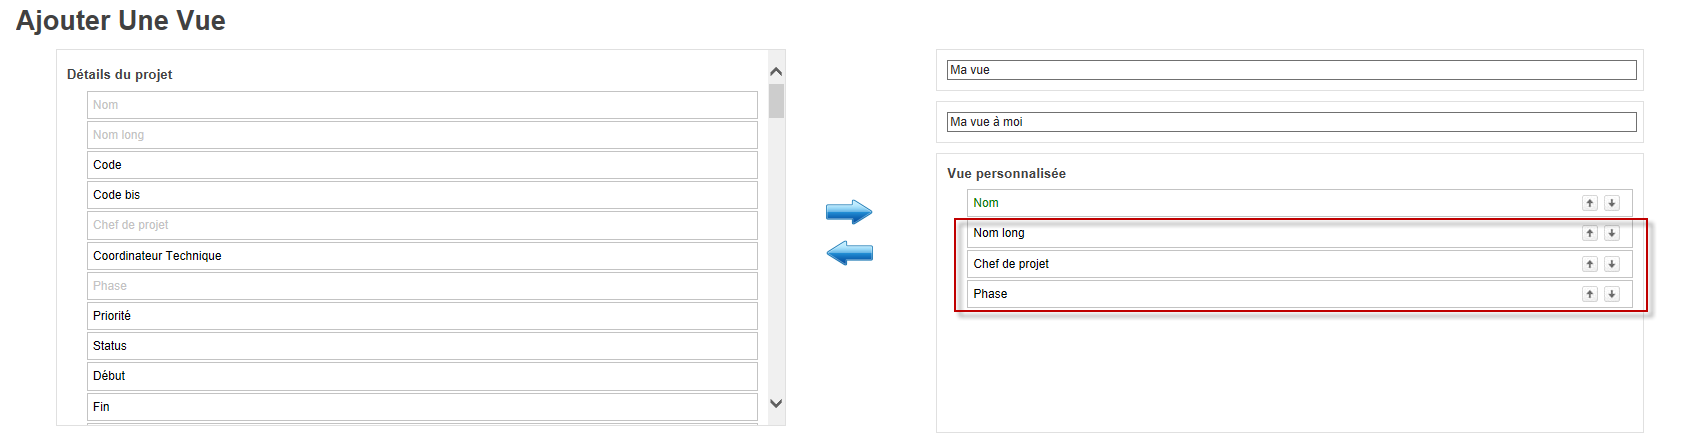 Ajouter Une Vue
Détails du projet
Nom
Nom long
Code
Code bis
Chef de projet
Coordinateur Technique
Phase
Priorité
Status
Début
Fin
Ma vue
Ma vue à moi
Vue personnalisée
Nom
Nom long
Chef de projet
Phase